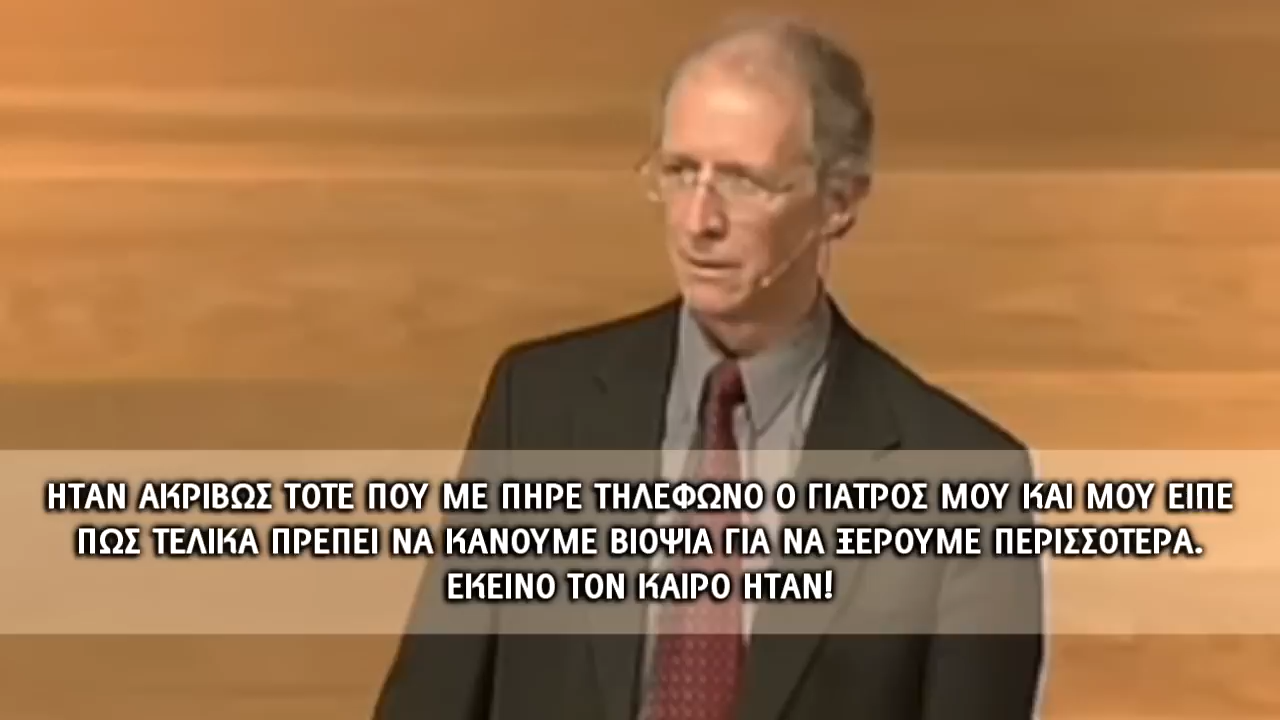 ΗΤΑΝ ΑΚΡΙΒΩΣ ΤΟΤΕ ΠΟΥ ΜΕ ΠΗΡΕ ΤΗΛΕΦΩΝΟ Ο ΓΙΑΤΡΟΣ ΜΟΥ ΚΑΙ ΜΟΥ ΕΙΠΕ
ΠΩΣ ΤΕΛΙΚΑ ΠΡΕΠΕΙ ΝΑ ΚΑΝΟΥΜΕ ΒΙΟΨΙΑ ΓΙΑ ΝΑ ΞΕΡΟΥΜΕ ΠΕΡΙΣΣΟΤΕΡΑ.
ΕΚΕΙΝΟ ΤΟΝ ΚΑΙΡΟ ΗΤΑΝ!